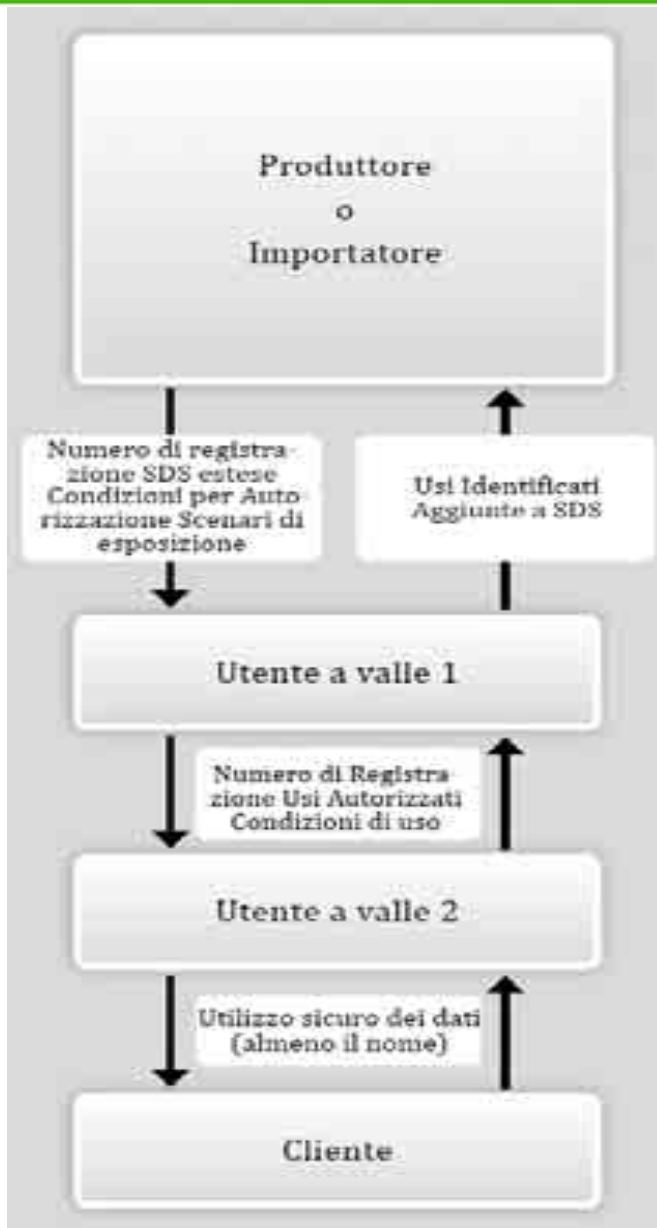 Produttore
o
Importatore
Numero di registra-
zione SDS estese
Condizioni per Auto
rizzazione Scenari di
esposizione
Usi Identificati
Aggiunte a SDS
Utente a valle 1
Numero di Registra-
zione Usi Autorizzati
Condizioni di uso
Utente a valle 2
Utilizzo sicuro dei dati
(almeno il nome)
Cliente